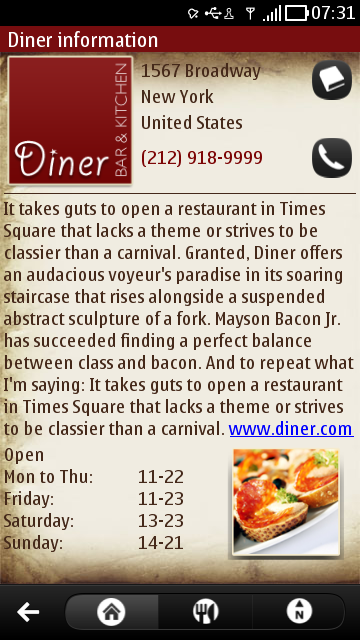 07:31
Diner information
Diner
BAR & KITCHEN
1567 Broadway
New York
United States
(212) 918-9999
It takes guts to open a restaurant in Times
Square that lacks a theme or strives to be
classier than a carnival. Granted, Diner offers
an audacious voyeur's paradise in its soaring
staircase that rises alongside a suspended
abstract sculpture of a fork. Mayson Bacon Jr.
has succeeded finding a perfect balance
between class and bacon. And to repeat what
I'm saying: It takes guts to open a restaurant
in Times Square that lacks a theme or strives
to be classier than a carnival. www.diner.com
Open
Mon to Thu: 11-22
Friday: 11-23
Saturday: 13-23
Sunday: 14-21
N